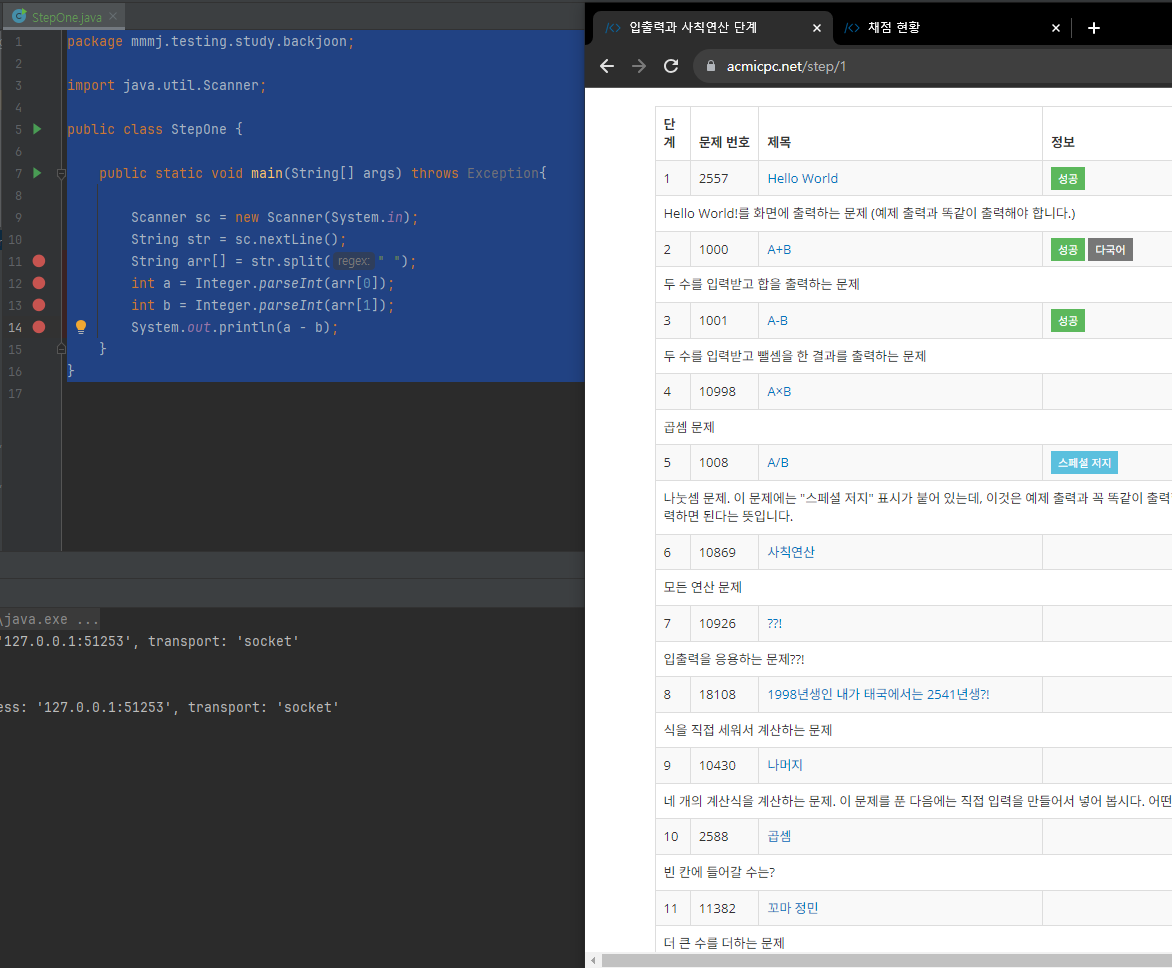 StepOne.java
1 package mmmj.testing.study.backjoon;
2
3 import java.util.Scanner;
4
5 public class StepOne {
6
7 public static void main(String[] args) throws Exception{
8
9 Scanner sc = new Scanner(System.in);
10 String str = sc.nextLine();
11 String arr[] = str.split( regex: " ");
12 int a = Integer.parseInt(arr[0]);
13 int b = Integer.parseInt(arr[1]);
14 System.out.println(a - b);
15 }
16 }
17
\java.exe ...
'127.0.0.1:51253', transport: 'socket'
ess: '127.0.0.1:51253', transport: 'socket'
입출력과 사칙연산 단계
채점 현황
acmicpc.net/step/1
단계 문제 번호 제목 정보
1 2557 Hello World 성공
Hello World!를 화면에 출력하는 문제 (예제 출력과 똑같이 출력해야 합니다.)
2 1000 A+B 성공 다국어
두 수를 입력받고 합을 출력하는 문제
3 1001 A-B 성공
두 수를 입력받고 뺄셈을 한 결과를 출력하는 문제
4 10998 A×B
곱셈 문제
5 1008 A/B 스페셜 저지
나눗셈 문제. 이 문제에는 "스페셜 저지" 표시가 붙어 있는데, 이것은 예제 출력과 꼭 똑같이 출력
력하면 된다는 뜻입니다.
6 10869 사칙연산
모든 연산 문제
7 10926 ??!
입출력을 응용하는 문제??!
8 18108 1998년생인 내가 태국에서는 2541년생?!
식을 직접 세워서 계산하는 문제
9 10430 나머지
네 개의 계산식을 계산하는 문제. 이 문제를 푼 다음에는 직접 입력을 만들어서 넣어 봅시다. 어떤
10 2588 곱셈
빈 칸에 들어갈 수는?
11 11382 꼬마 정민
더 큰 수를 더하는 문제